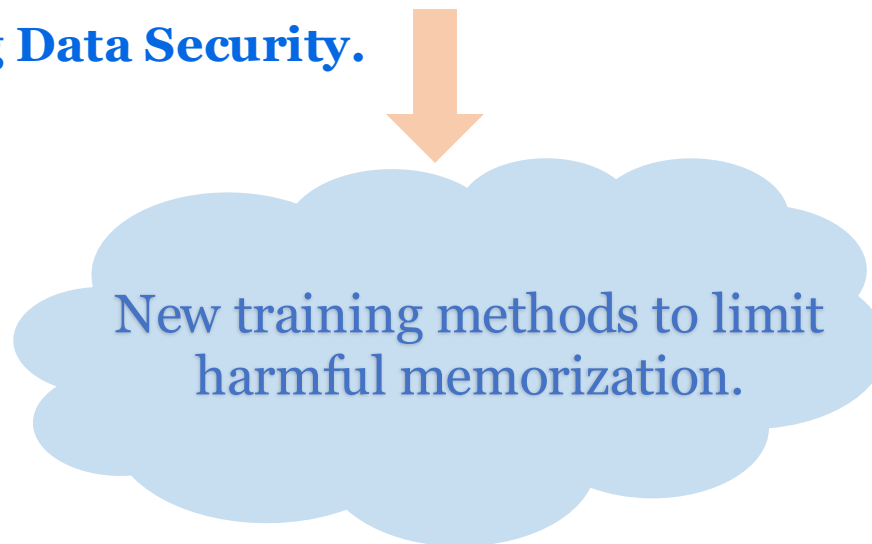 g Data Security.
New training methods to limit
harmful memorization.